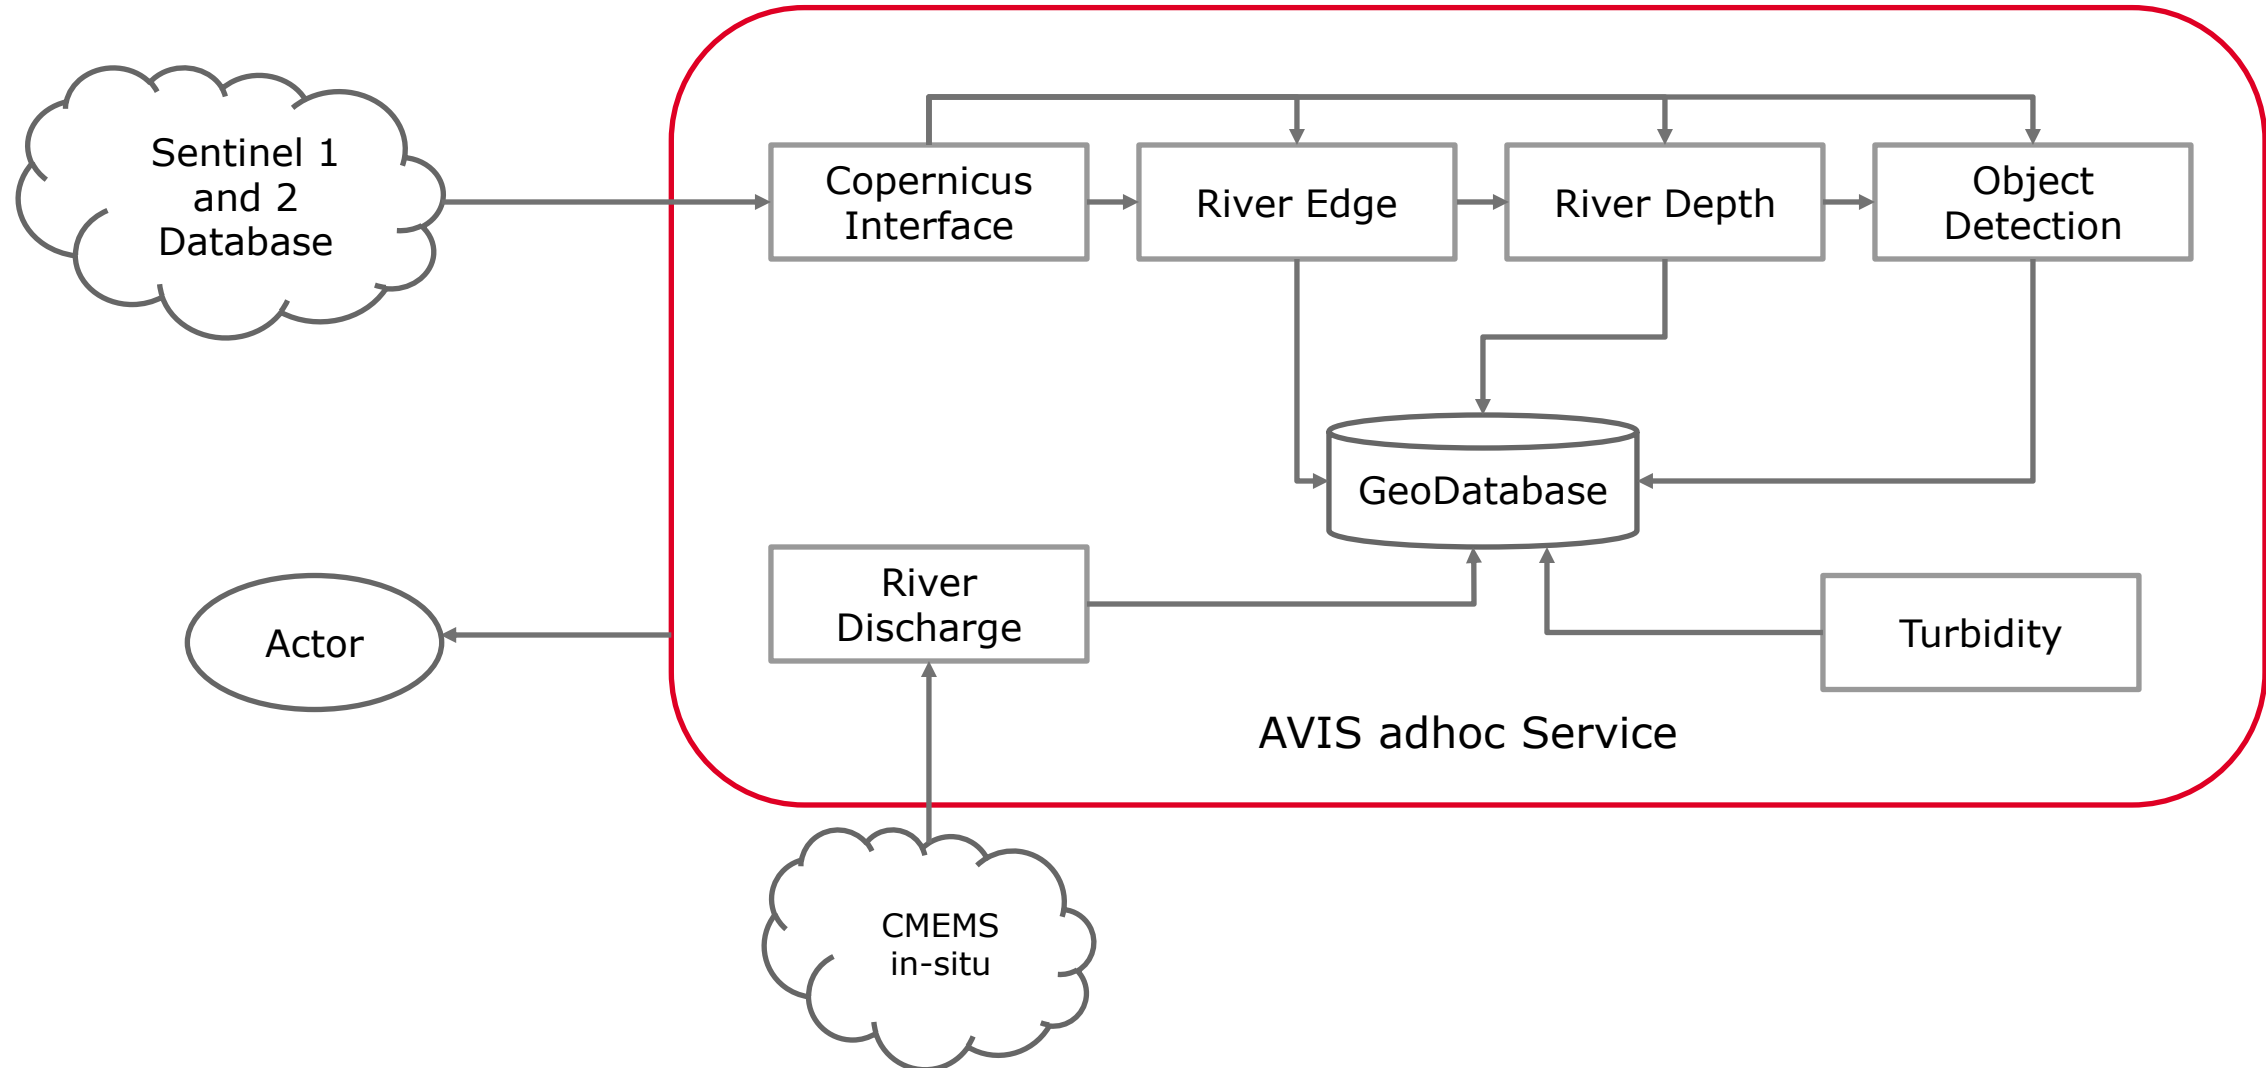 Sentinel 1
and 2
Database
Copernicus
Interface
River Edge
River Depth
Object
Detection
GeoDatabase
River
Discharge
Actor
Turbidity
AVIS adhoc Service
CMEMS
in-situ